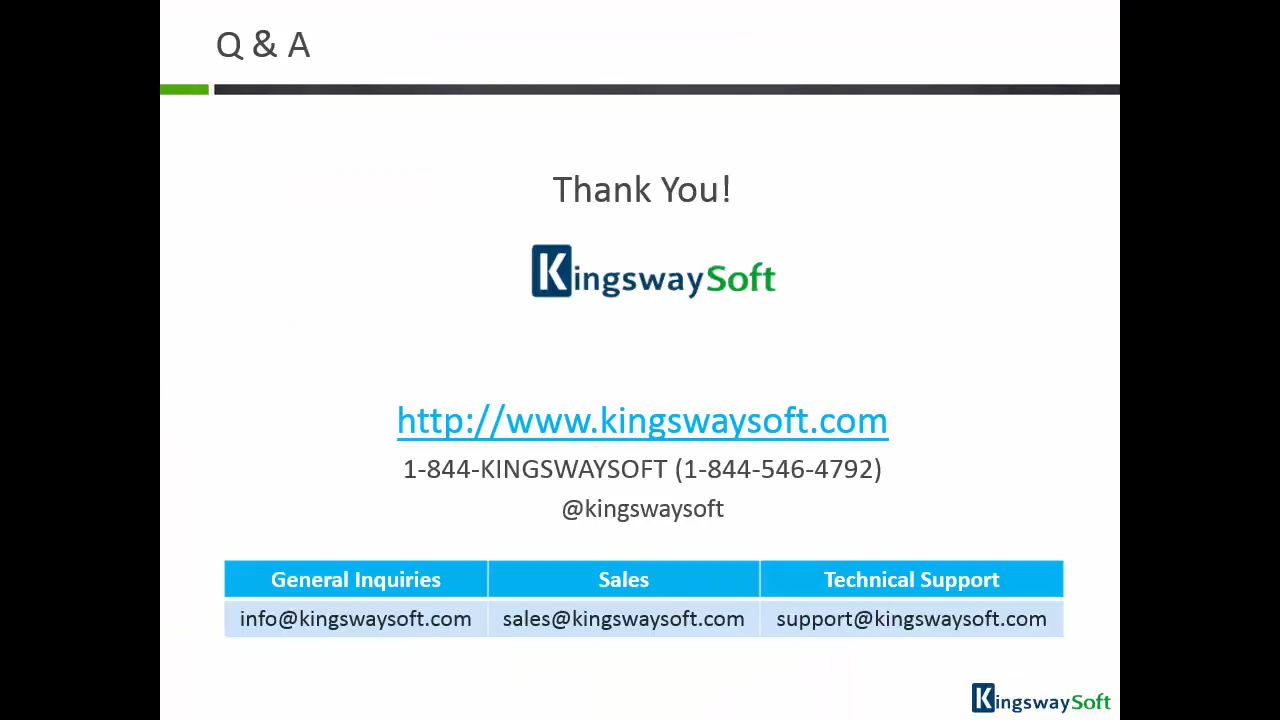 Q & A
Thank You!
KingswaySoft
http://www.kingswaysoft.com
1-844-KINGSWAYSOFT (1-844-546-4792)
@kingswaysoft
General Inquiries Sales Technical Support
info@kingswaysoft.com sales@kingswaysoft.com support@kingswaysoft.com
KingswaySoft